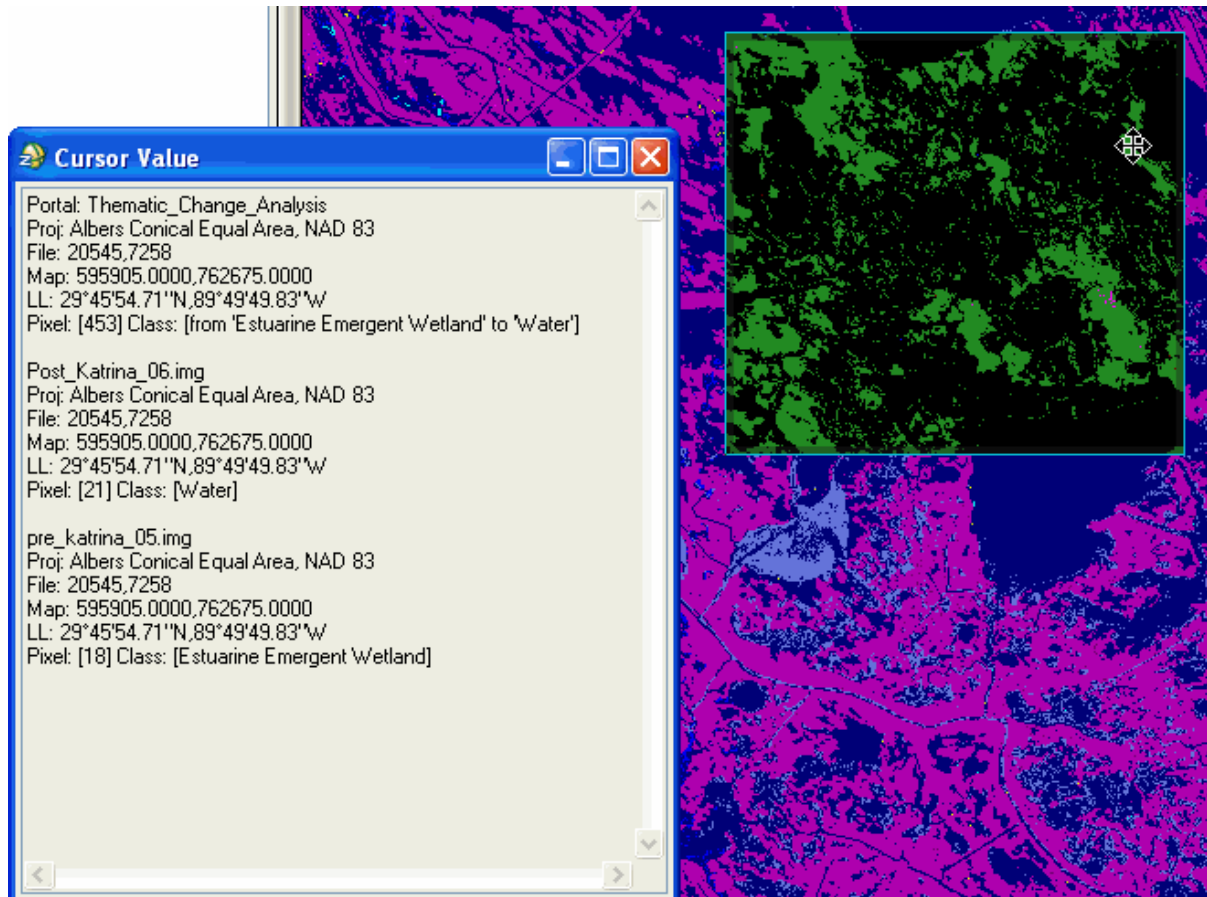 Cursor Value
Portal: Thematic_Change_Analysis
Proj: Albers Conical Equal Area, NAD 83
File: 20545,7258
Map: 595905.0000,762675.0000
LL: 29°45'54.71"N,89°49'49.83"W
Pixel: [453] Class: [from 'Estuarine Emergent Wetland' to 'Water']
Post_Katrina_06.img
Proj: Albers Conical Equal Area, NAD 83
File: 20545,7258
Map: 595905.0000,762675.0000
LL: 29°45'54.71"N,89°49'49.83"W
Pixel: [21] Class: [Water]
pre_katrina_05.img
Proj: Albers Conical Equal Area, NAD 83
File: 20545,7258
Map: 595905.0000,762675.0000
LL: 29°45'54.71"N,89°49'49.83"W
Pixel: [18] Class: [Estuarine Emergent Wetland]